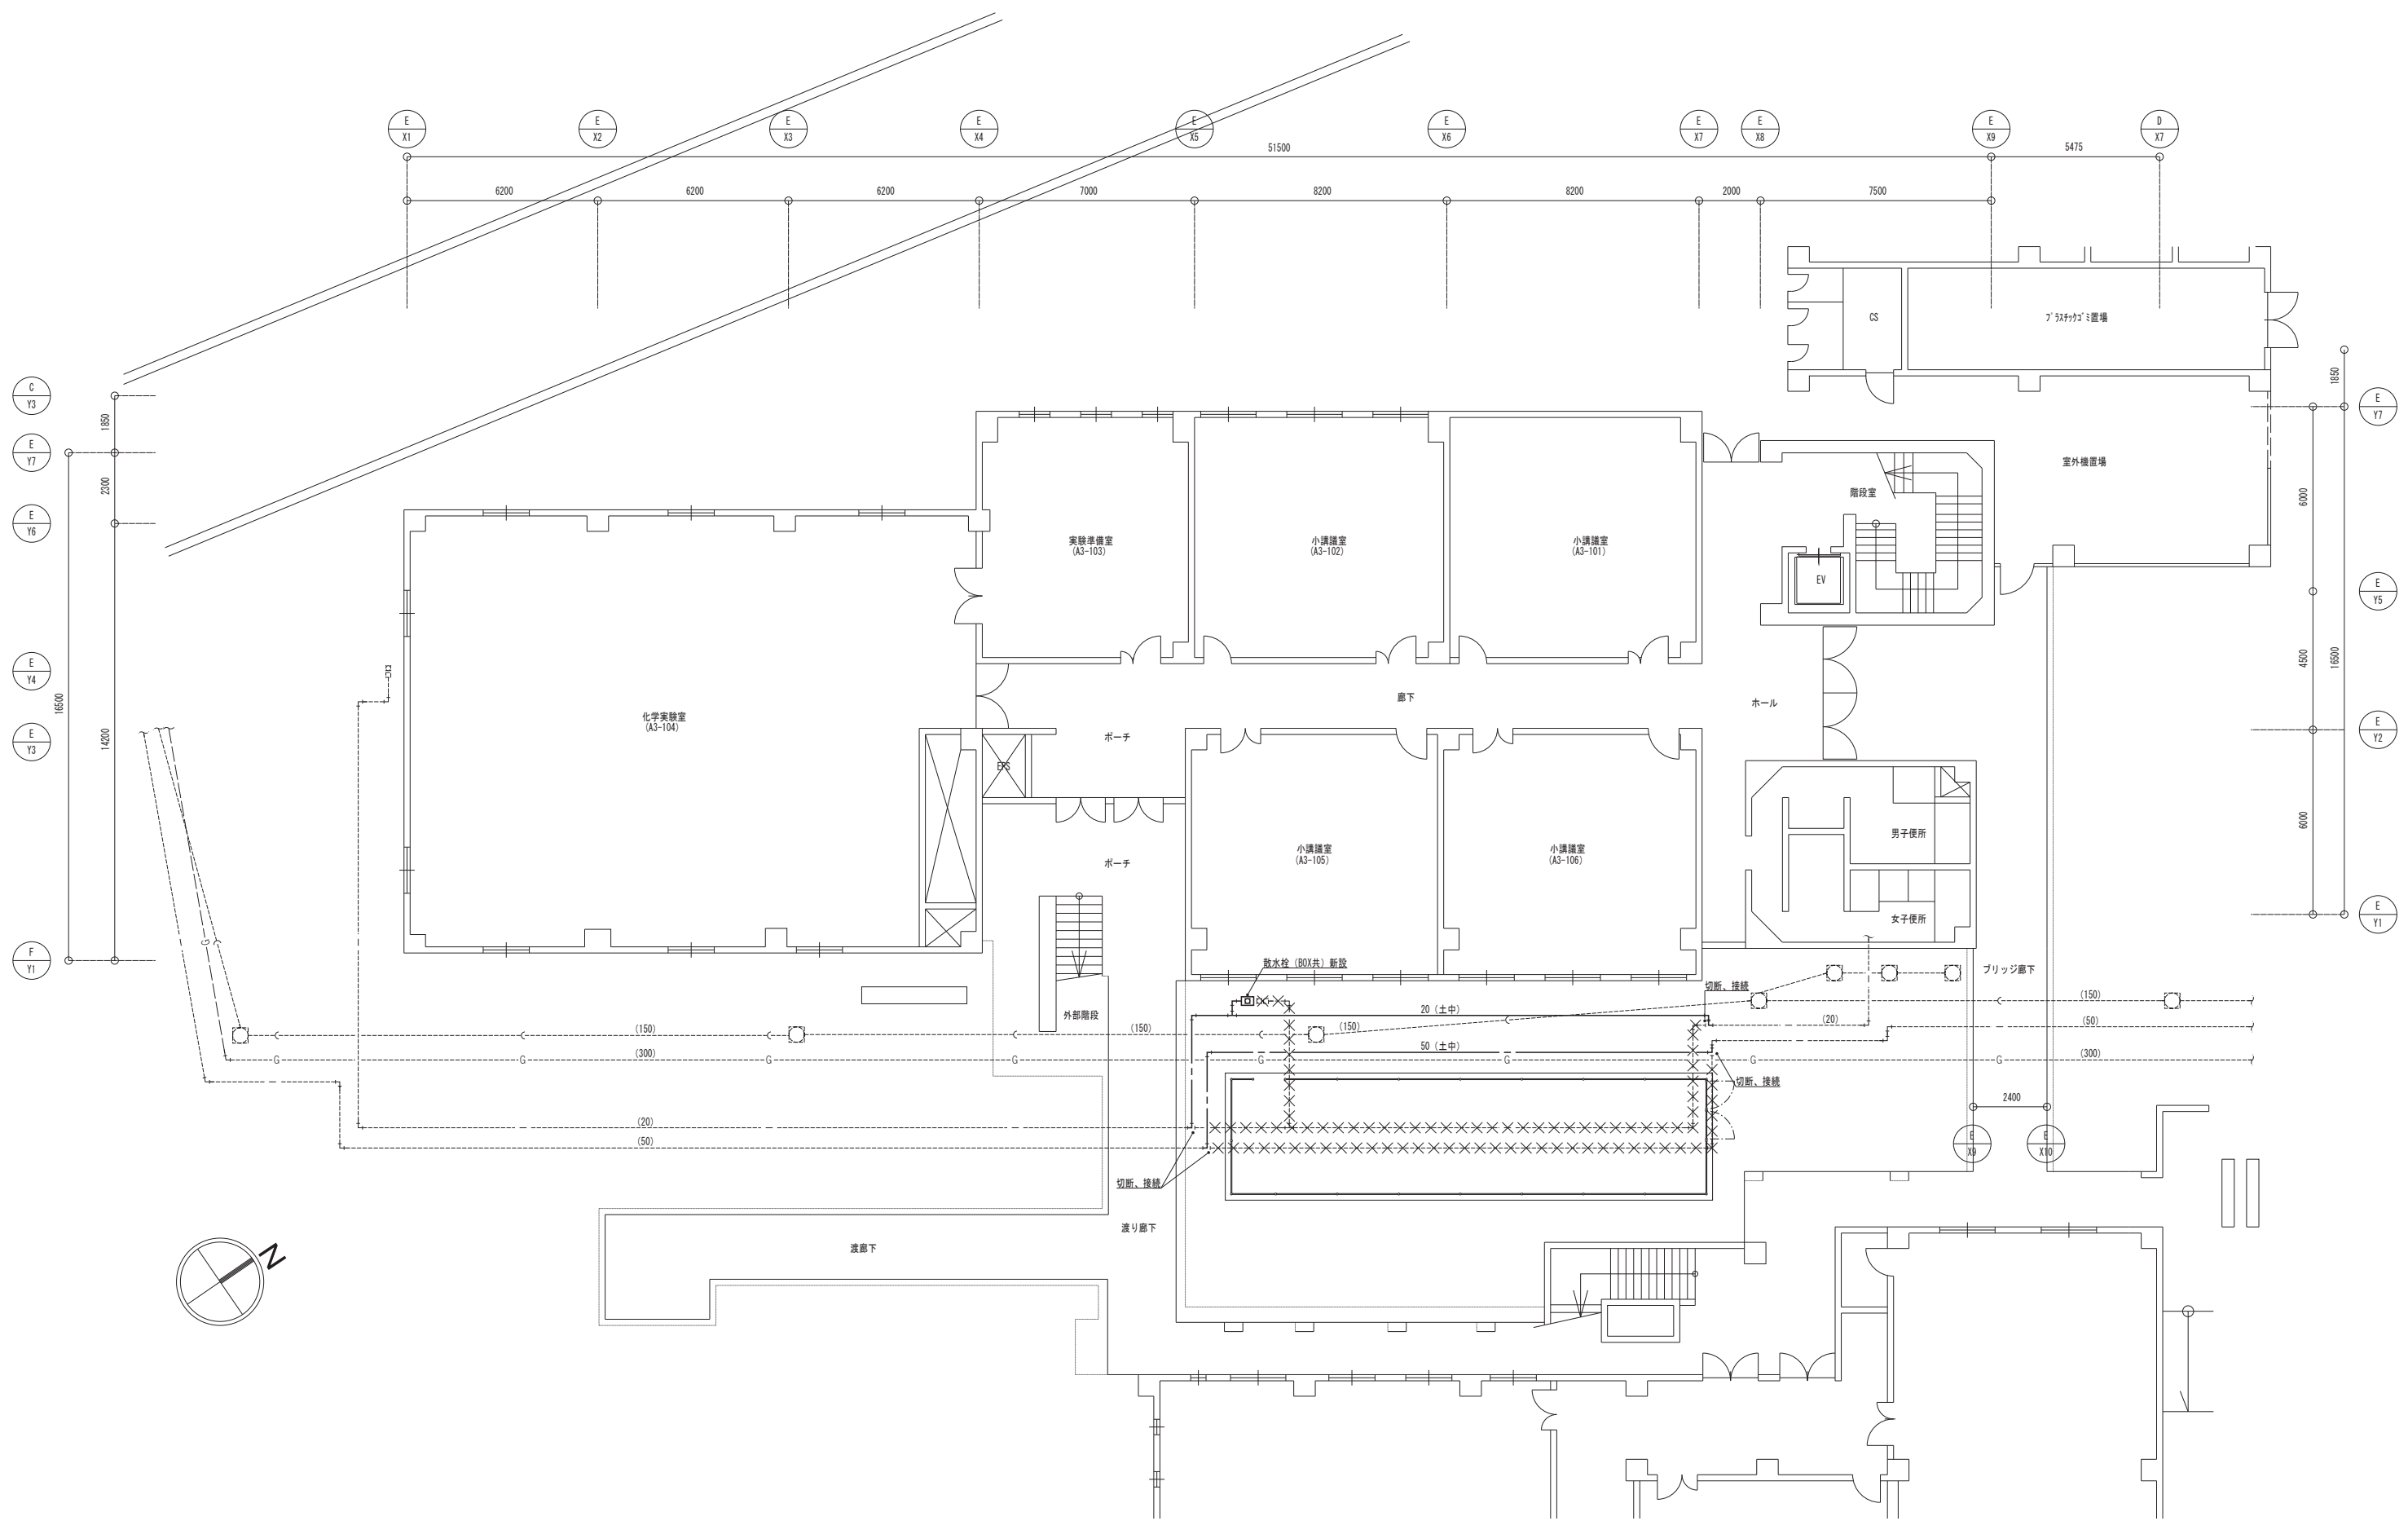 E
X1
E
X2
E
X3
E
X4
E
X5
E
X6
E
X7
E
X8
E
X9
D
X7
51500
5475
6200
6200
6200
7000
8200
8200
2000
7500
CS
プラスチックゴミ置場
C
Y3
E
Y7
E
Y6
E
Y4
E
Y3
F
Y1
1850
2300
14200
16500
1850
6000
4500
6000
16500
E
Y7
E
Y5
E
Y2
E
Y1
室外機置場
階段室
EV
実験準備室
(A3-103)
小講議室
(A3-102)
小講議室
(A3-101)
化学実験室
(A3-104)
廊下
ホール
ポーチ
EPS
ポーチ
小講議室
(A3-105)
小講議室
(A3-106)
男子便所
女子便所
散水栓（BOX共）新設
ブリッジ廊下
切断、接続
外部階段
20（土中）
(150)
(150)
(150)
(150)
(20)
(50)
(300)
50（土中）
(300)
G
G
G
G
G
G
G
G
G
切断、接続
2400
(20)
(50)
切断、接続
E
X9
E
X10
渡り廊下
渡廊下
N